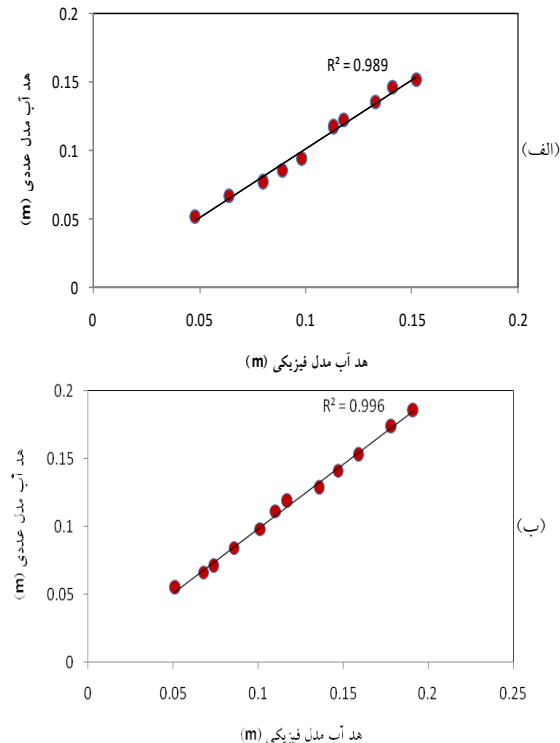 0.2
R² = 0.989
0.15
0.1
0.05
0
هد آب مدل عددی (m)
(الف)
0 0.05 0.1 0.15 0.2
هد آب مدل فیزیکی (m)
0.2
R² = 0.996
0.15
0.1
0.05
0
هد آب مدل عددی (m)
(ب)
0 0.05 0.1 0.15 0.2 0.25
هد آب مدل فیزیکی (m)